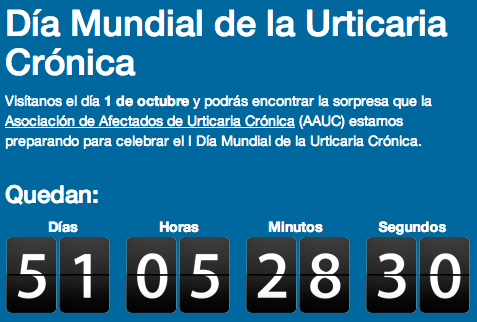 Día Mundial de la Urticaria
Crónica
Visítanos el día 1 de octubre y podrás encontrar la sorpresa que la
Asociación de Afectados de Urticaria Crónica (AAUC) estamos
preparando para celebrar el I Día Mundial de la Urticaria Crónica.
Quedan:
Días Horas Minutos Segundos
51 05 28 30